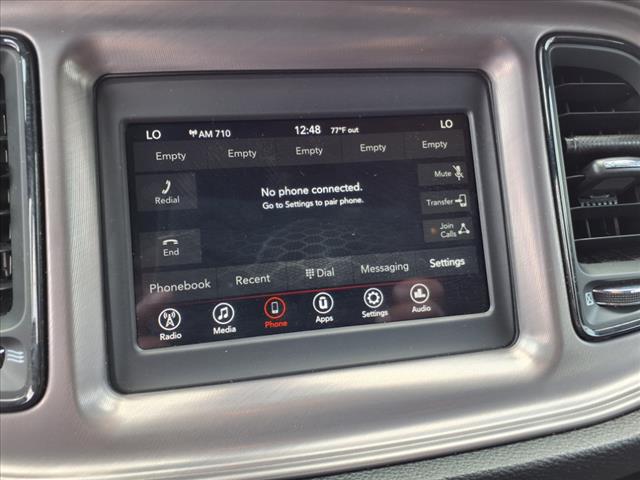 LO AM 710 12:48 77°F out LO
Empty Empty Empty Empty Empty
Redial
No phone connected.
Go to Settings to pair phone.
Mute
Transfer
End
Join
Calls
Phonebook Recent Dial Messaging Settings
Radio Media Phone Apps Settings Audio